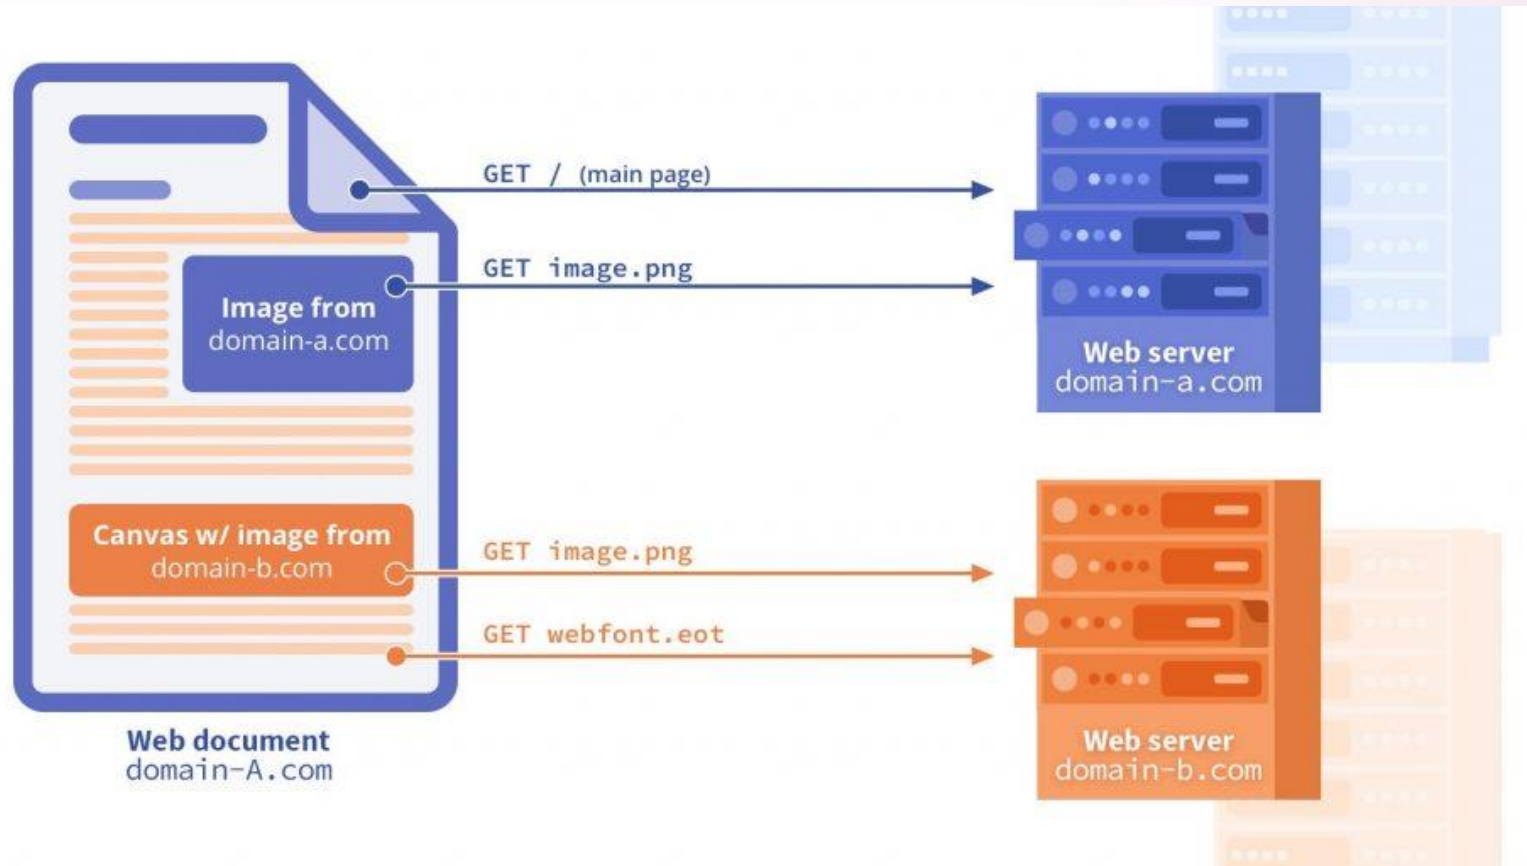 GET / (main page)
GET image.png
Image from
domain-a.com
Web server
domain-a.com
Canvas w/ image from
domain-b.com
GET image.png
GET webfont.eot
Web server
domain-b.com
Web document
domain-A.com